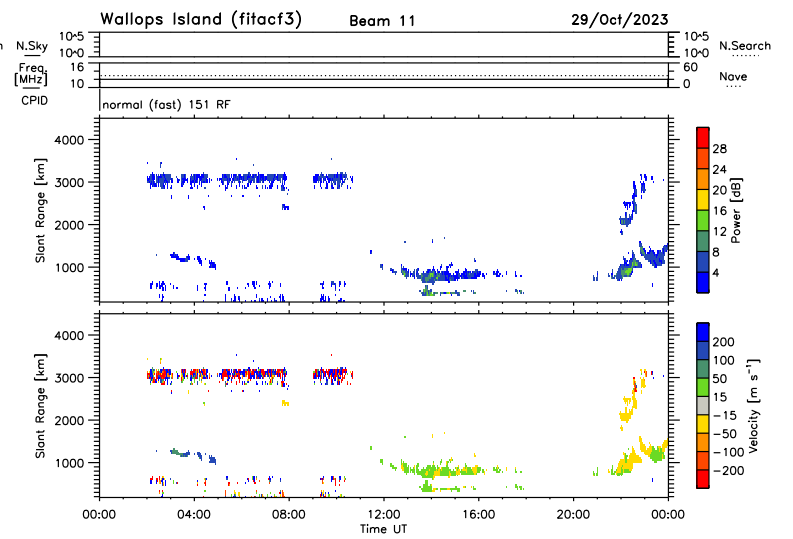 Wallops Island (fitacf3) Beam 11 29/Oct/2023
n N.Sky 10^5 10^5 N.Search
10^0 10^0
Freq. 16 60 Nave
[MHz] 10 0
CPID normal (fast) 151 RF
Slant Range [km]
4000
3000
2000
1000
28
24
20
16
12
8
4
Power [dB]
Slant Range [km]
4000
3000
2000
1000
200
100
50
15
-15
-50
-100
-200
Velocity [m s⁻¹]
00:00 04:00 08:00 12:00 16:00 20:00 00:00
Time UT